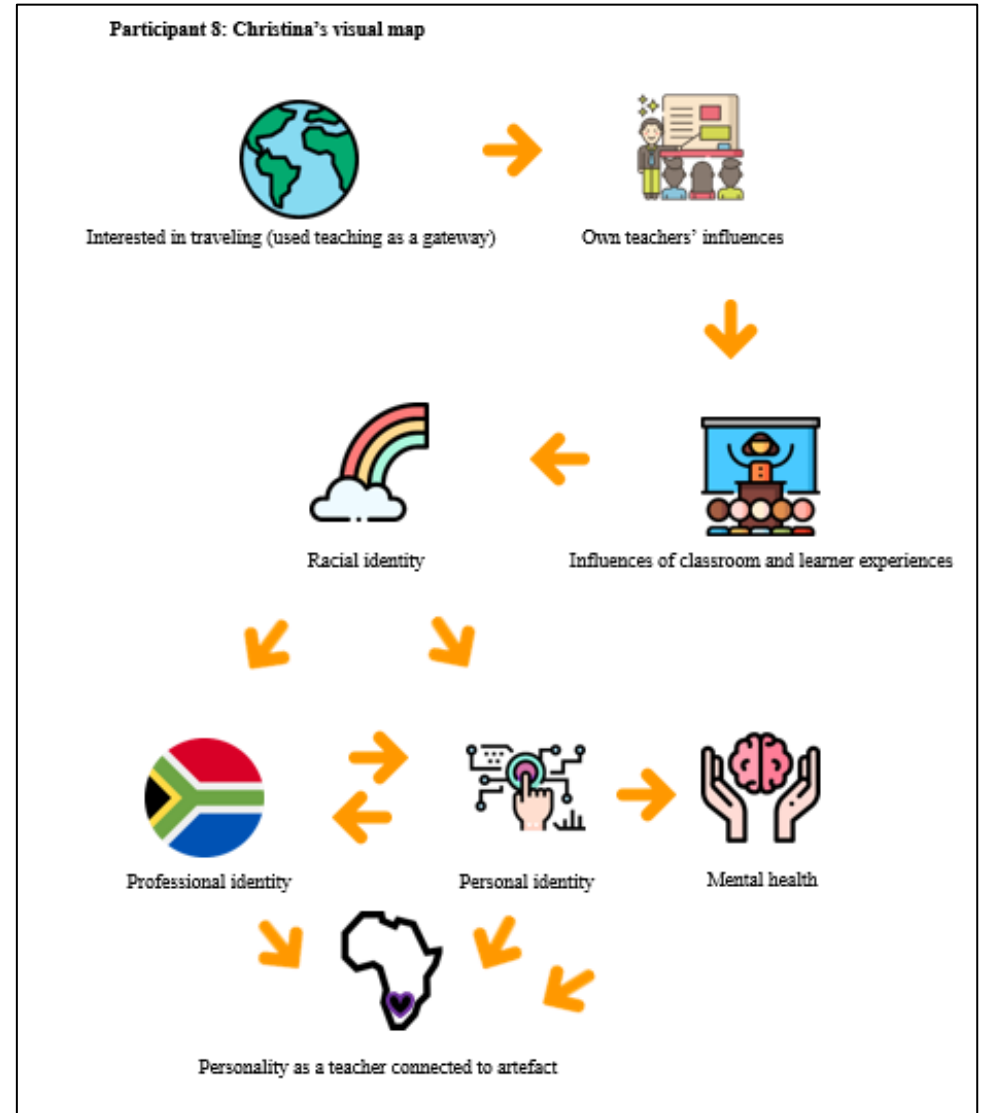 Participant 8: Christina's visual map
Interested in traveling (used teaching as a gateway)
Own teachers' influences
Racial identity
Influences of classroom and learner experiences
Professional identity
Personal identity
Mental health
Personality as a teacher connected to artefact